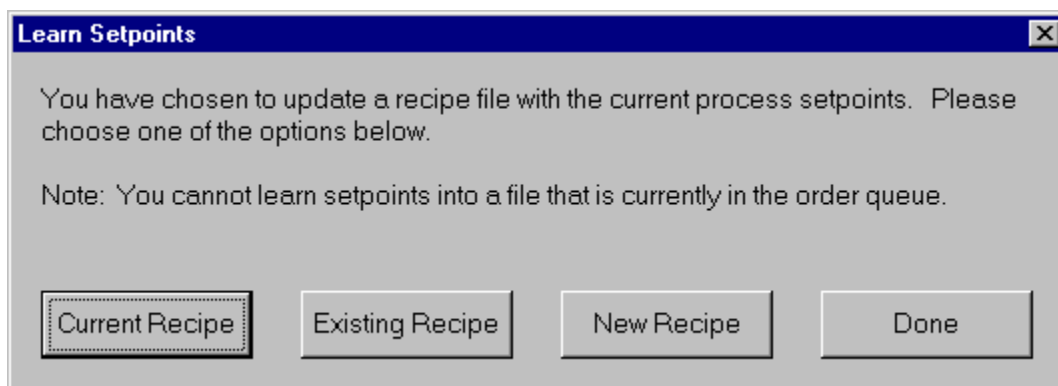 Learn Setpoints
You have chosen to update a recipe file with the current process setpoints.  Please
choose one of the options below.
Note:  You cannot learn setpoints into a file that is currently in the order queue.
Current Recipe
Existing Recipe
New Recipe
Done